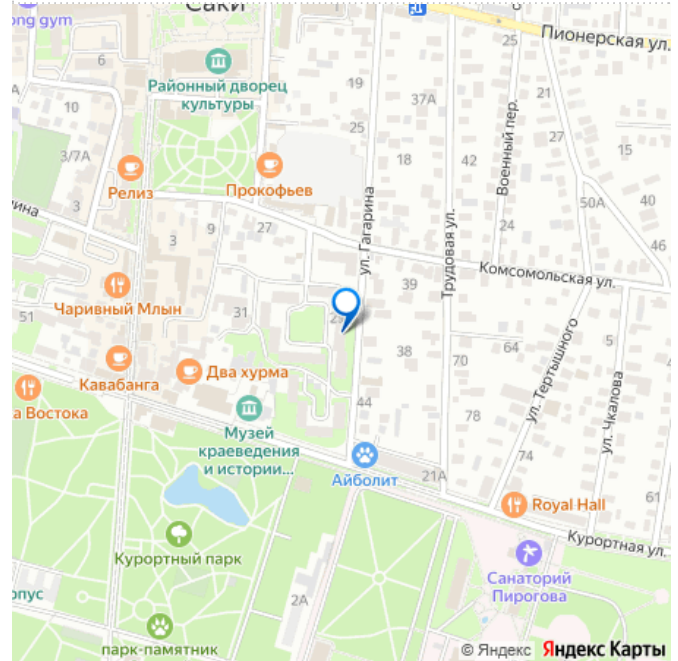 Саки
ong gym
6
Районный дворец
культуры
10
3/7А
Релиз
3
Прокофьев
19
25
37А
18
42
Пионерская ул.
25
21
27
Военный пер.
15
50А
40
46
24
ул. Гагарина
Трудовая ул.
Комсомольская ул.
3
9
27
39
Чаривный Млын
51
31
38
70
64
5
Кавабанга
Два хурма
а Востока
Музей
краеведения
и истории...
44
78
74
ул. Тертышного
ул. Чкалова
61
Айболит
21А
Royal Hall
Курортная ул.
Курортный парк
Санаторий
Пирогова
2А
орпус
парк-памятник
© Яндекс Яндекс Карты